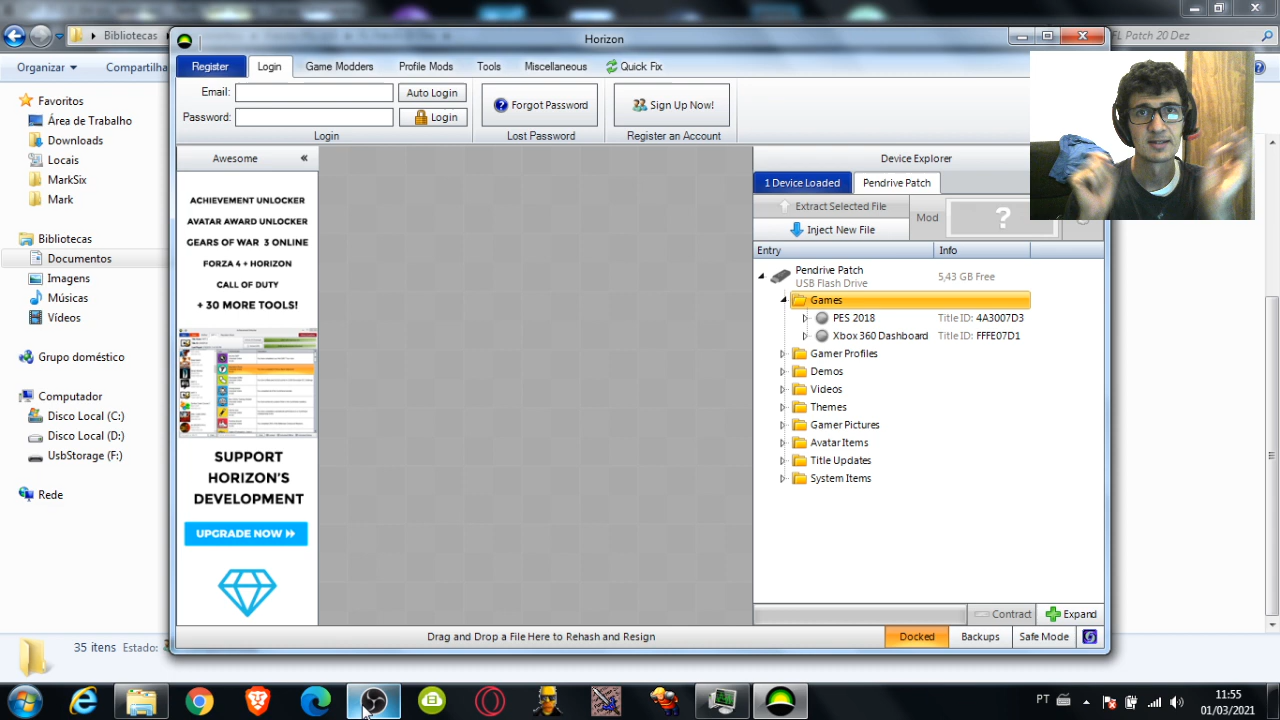 Bibliotecas
Horizon
FL Patch 20 Dez
Organizar
Compartilha
Register
Login
Game Modders
Profile Mods
Tools
Miscellaneous
Quick Fix
Email:
Auto Login
Password:
Login
Login
Forgot Password
Lost Password
Sign Up Now!
Register an Account
Favoritos
Área de Trabalho
Downloads
Locais
MarkSix
Mark
Bibliotecas
Documentos
Imagens
Músicas
Vídeos
Grupo doméstico
Computador
Disco Local (C:)
Disco Local (D:)
UsbStorage (F:)
Rede
Awesome «
ACHIEVEMENT UNLOCKER
AVATAR AWARD UNLOCKER
GEARS OF WAR 3 ONLINE
FORZA 4 + HORIZON
CALL OF DUTY
+ 30 MORE TOOLS!
SUPPORT
HORIZON'S
DEVELOPMENT
UPGRADE NOW
Device Explorer
1 Device Loaded
Pendrive Patch
Extract Selected File
Inject New File
Mod
?
Entry
Info
Pendrive Patch
USB Flash Drive
5,43 GB Free
Games
PES 2018
Title ID: 4A3007D3
Xbox 360 Dashboard
Title ID: FFFE07D1
Gamer Profiles
Demos
Videos
Themes
Gamer Pictures
Avatar Items
Title Updates
System Items
Contract
Expand
Drag and Drop a File Here to Rehash and Resign
Docked
Backups
Safe Mode
35 itens
Estado:
PT
11:55
01/03/2021